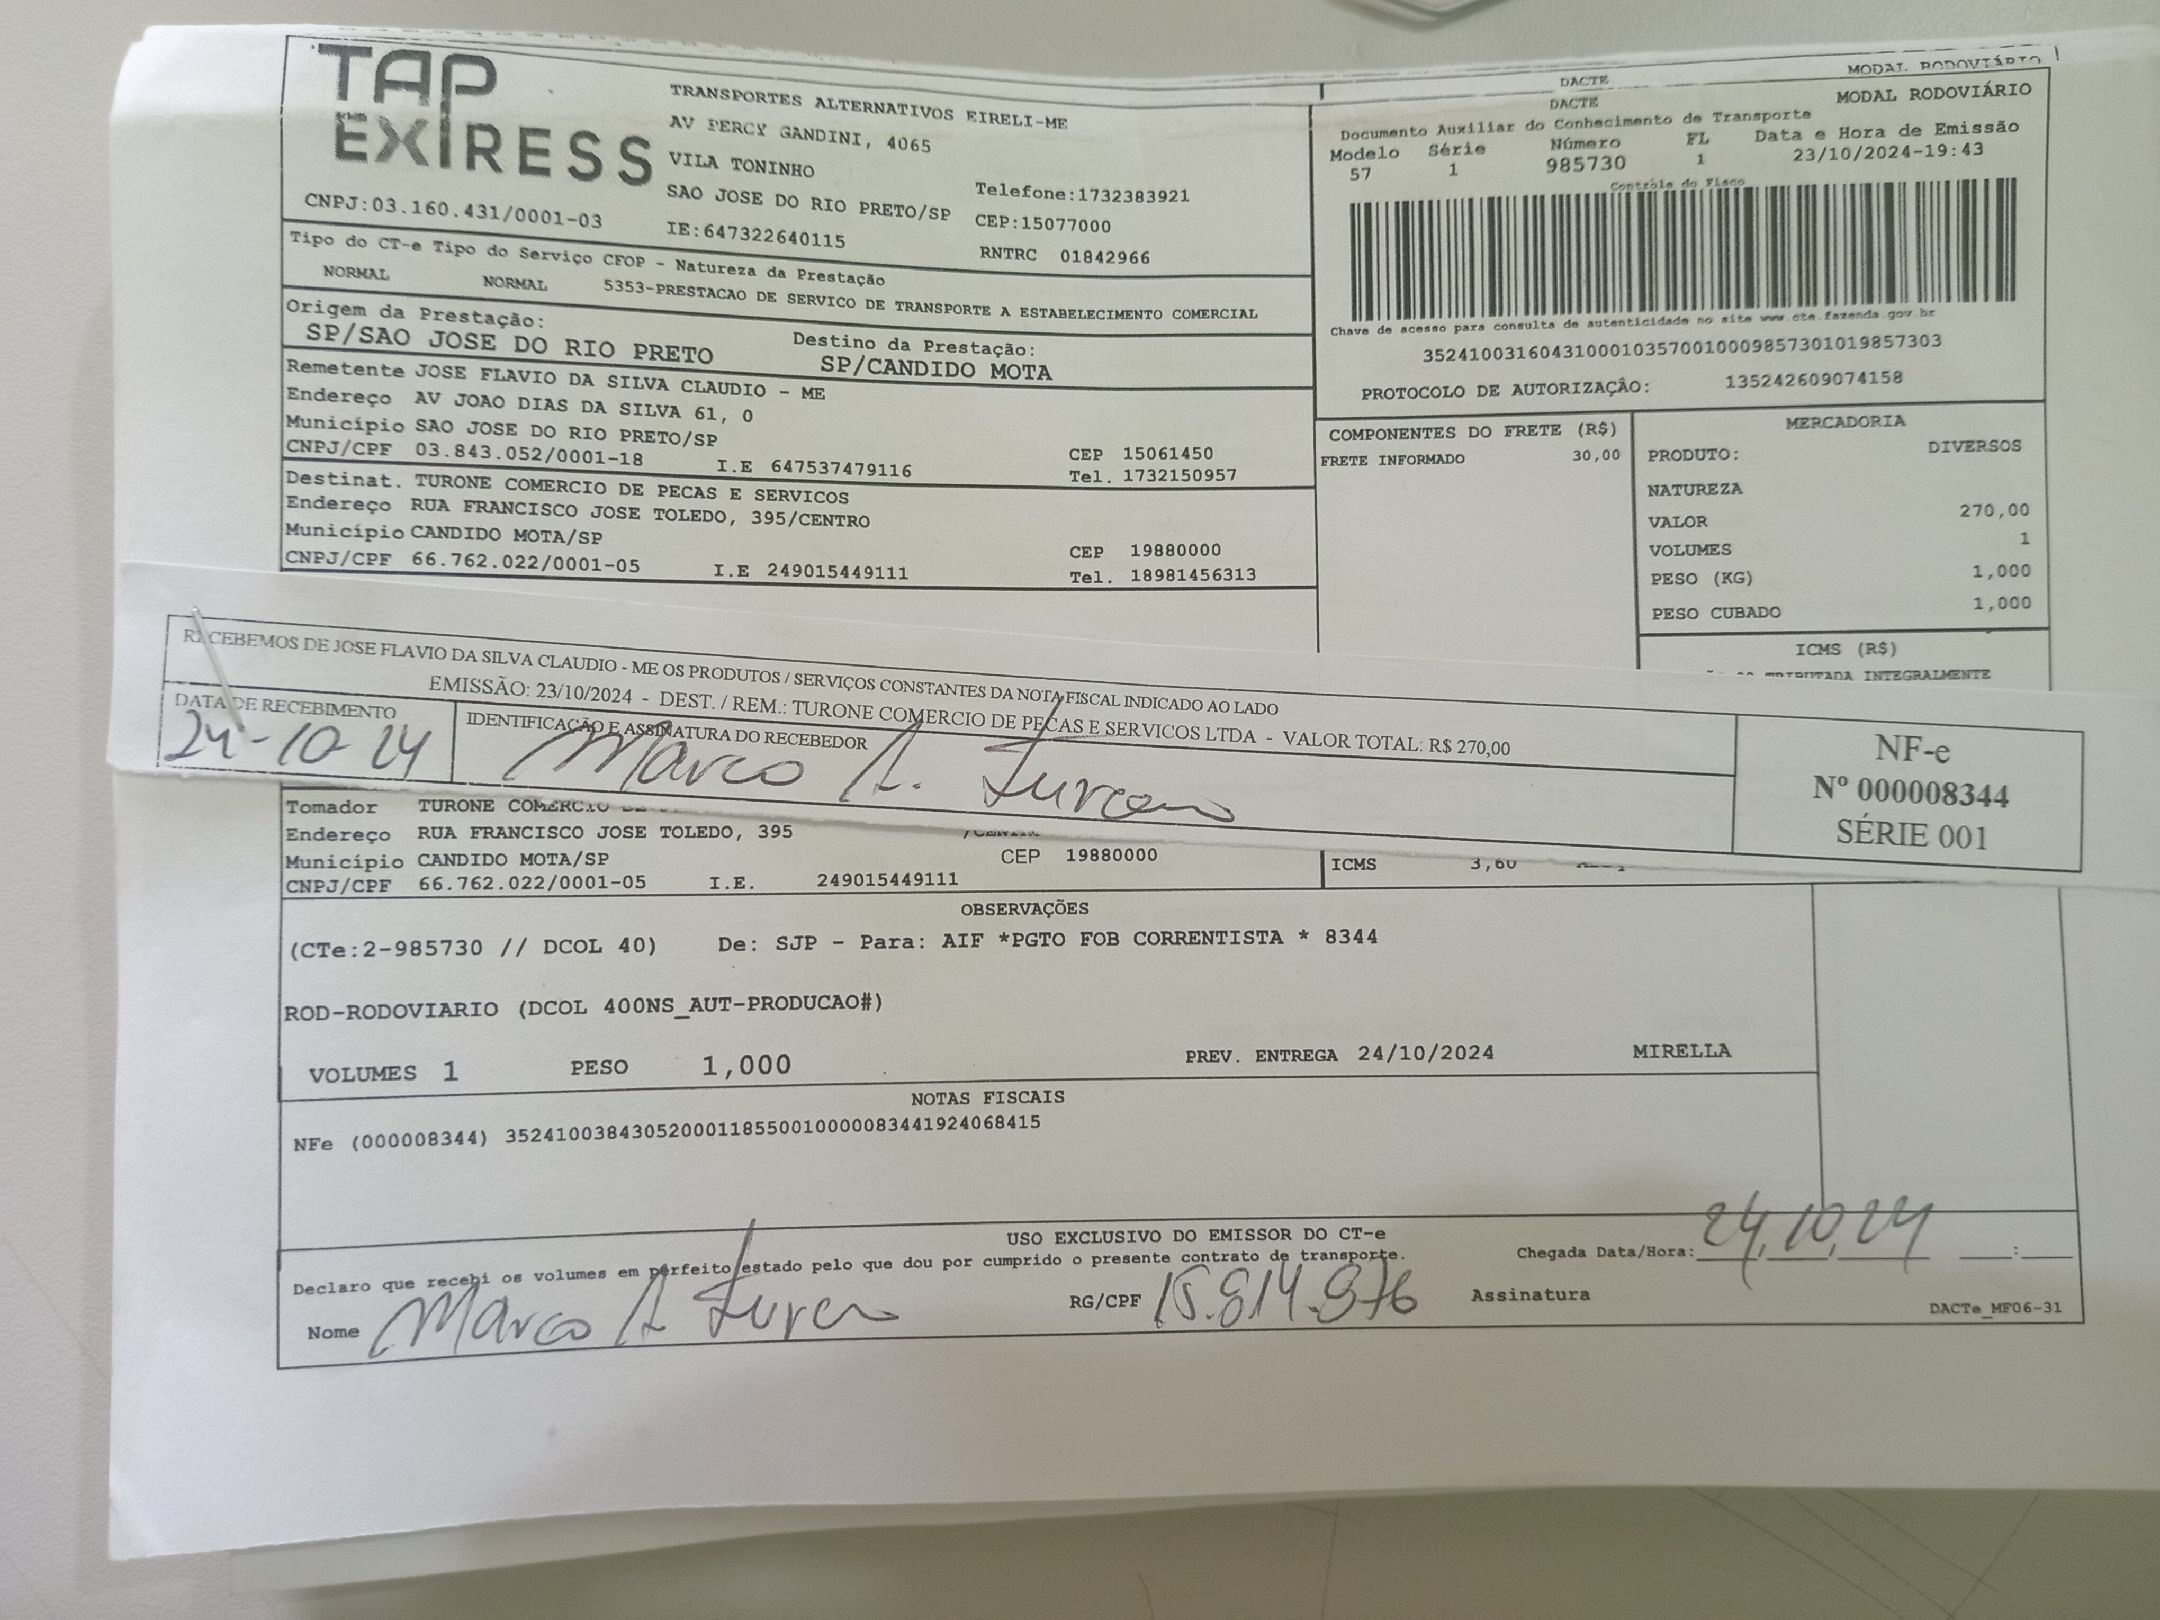 TAP
EXIRESS
CNPJ:03.160.431/0001-03
TRANSPORTES ALTERNATIVOS EIRELI-ME
AV PERCY GANDINI, 4065
VILA TONINHO
SAO JOSE DO RIO PRETO/SP
IE:647322640115
Telefone:1732383921
CEP:15077000
RNTRC 01842966
DACTE
MODAL RODOVIÁRIO
DACTE
MODAL RODOVIÁRIO
Documento Auxiliar do Conhecimento de Transporte
Modelo Série Número FL Data e Hora de Emissão
57 1 985730 1 23/10/2024-19:43
Contrôle do Fisco
Chave de acesso para consulta de autenticidade no site www.cte.fazenda.gov.br
35241003160431000103570010009857301019857303
PROTOCOLO DE AUTORIZAÇÃO: 135242609074158
Tipo do CT-e Tipo do Serviço CFOP - Natureza da Prestação
NORMAL NORMAL 5353-PRESTACAO DE SERVICO DE TRANSPORTE A ESTABELECIMENTO COMERCIAL
Origem da Prestação: Destino da Prestação:
SP/SAO JOSE DO RIO PRETO SP/CANDIDO MOTA
Remetente JOSE FLAVIO DA SILVA CLAUDIO - ME
Endereço AV JOAO DIAS DA SILVA 61, 0
Município SAO JOSE DO RIO PRETO/SP CEP 15061450
CNPJ/CPF 03.843.052/0001-18 I.E 647537479116 Tel. 1732150957
Destinat. TURONE COMERCIO DE PECAS E SERVICOS
Endereço RUA FRANCISCO JOSE TOLEDO, 395/CENTRO
Município CANDIDO MOTA/SP CEP 19880000
CNPJ/CPF 66.762.022/0001-05 I.E 249015449111 Tel. 18981456313
COMPONENTES DO FRETE (R$)
FRETE INFORMADO 30,00
MERCADORIA
PRODUTO: DIVERSOS
NATUREZA
VALOR 270,00
VOLUMES 1
PESO (KG) 1,000
PESO CUBADO 1,000
ICMS (R$)
TRIBUTADA INTEGRALMENTE
RECEBEMOS DE JOSE FLAVIO DA SILVA CLAUDIO - ME OS PRODUTOS / SERVIÇOS CONSTANTES DA NOTA FISCAL INDICADO AO LADO
EMISSÃO: 23/10/2024 - DEST. / REM.: TURONE COMERCIO DE PECAS E SERVICOS LTDA - VALOR TOTAL: R$ 270,00
DATA DE RECEBIMENTO
24-10-24
IDENTIFICAÇÃO E ASSINATURA DO RECEBEDOR
Marco A.
NF-e
Nº 000008344
SÉRIE 001
Tomador TURONE COMERCIO
Endereço RUA FRANCISCO JOSE TOLEDO, 395
Município CANDIDO MOTA/SP CEP 19880000
CNPJ/CPF 66.762.022/0001-05 I.E. 249015449111
ICMS 3,60
OBSERVAÇÕES
(CTe:2-985730 // DCOL 40) De: SJP - Para: AIF *PGTO FOB CORRENTISTA * 8344
ROD-RODOVIARIO (DCOL 400NS_AUT-PRODUCAO#)
VOLUMES 1 PESO 1,000 PREV. ENTREGA 24/10/2024 MIRELLA
NOTAS FISCAIS
NFe (000008344) 35241003843052000118550010000083441924068415
USO EXCLUSIVO DO EMISSOR DO CT-e
Declaro que recebi os volumes em perfeito estado pelo que dou por cumprido o presente contrato de transporte.
Chegada Data/Hora: 24,10,24 :
Nome Marco A
RG/CPF 15.814.876
Assinatura
DACTe_MF06-31